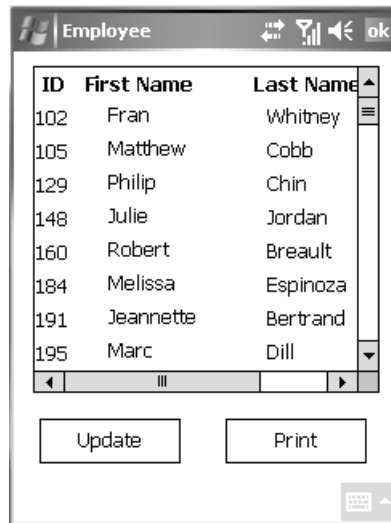 Employee ok
ID First Name Last Name
102 Fran Whitney
105 Matthew Cobb
129 Philip Chin
148 Julie Jordan
160 Robert Breault
184 Melissa Espinoza
191 Jeannette Bertrand
195 Marc Dill
Update Print